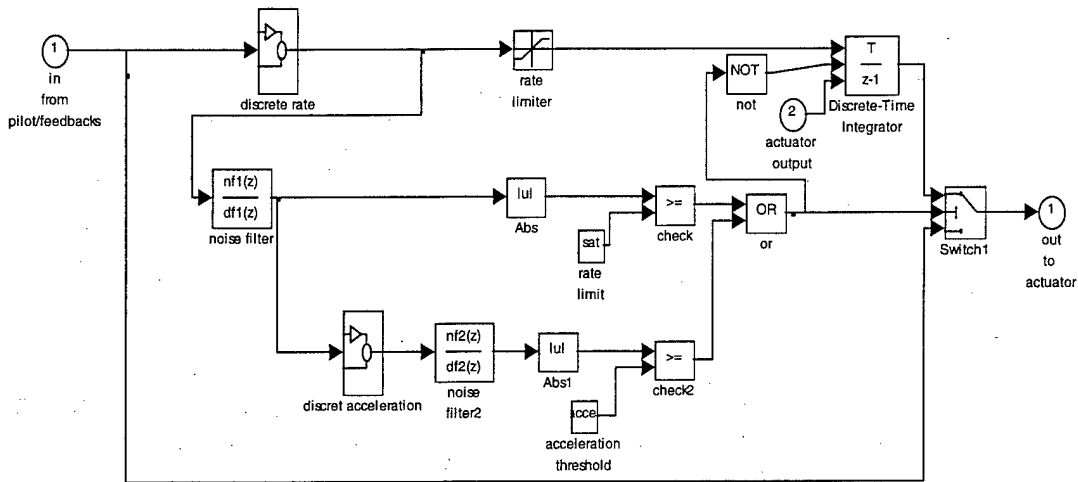 1
in
from
pilot/feedbacks
discrete rate
rate
limiter
NOT
not
T
z-1
Discrete-Time
Integrator
2
actuator
output
nf1(z)
df1(z)
noise filter
|u|
Abs
sat
rate
limit
>=
check
OR
or
Switch1
1
out
to
actuator
discret acceleration
nf2(z)
df2(z)
noise
filter2
|u|
Abs1
acce
acceleration
threshold
>=
check2